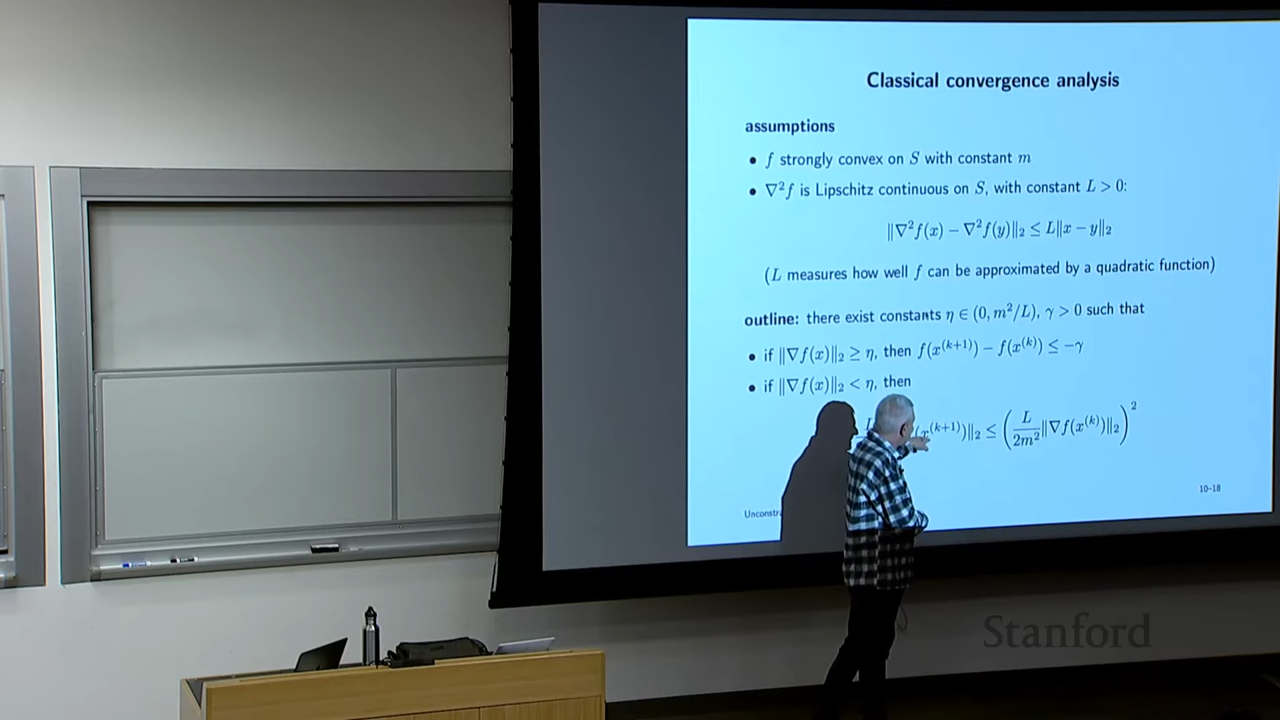 Classical convergence analysis
assumptions
• f strongly convex on S with constant m
• ∇²f is Lipschitz continuous on S, with constant L > 0:
‖∇²f(x) − ∇²f(y)‖₂ ≤ L‖x − y‖₂
(L measures how well f can be approximated by a quadratic function)
outline: there exist constants η ∈ (0, m²/L), γ > 0 such that
• if ‖∇f(x)‖₂ ≥ η, then f(x⁽ᵏ⁺¹⁾) − f(x⁽ᵏ⁾) ≤ −γ
• if ‖∇f(x)‖₂ < η, then
(x⁽ᵏ⁺¹⁾)‖₂ ≤ (L/2m² ‖∇f(x⁽ᵏ⁾)‖₂)²
Unconstr
10–18
Stanford